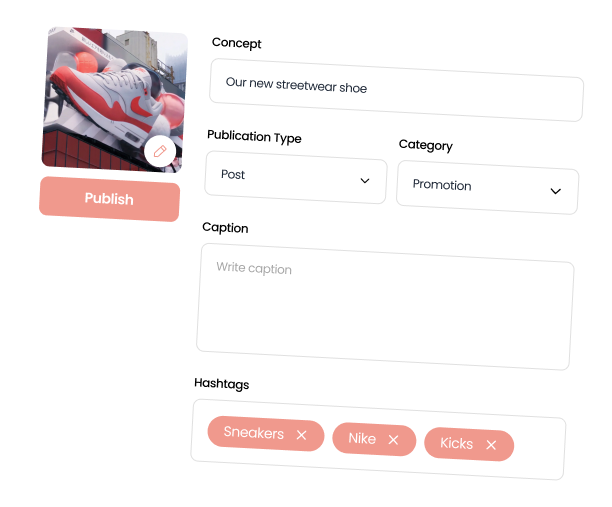 Concept
Our new streetwear shoe
Publication Type
Category
Post
Promotion
Publish
Caption
Write caption
Hashtags
Sneakers
Nike
Kicks